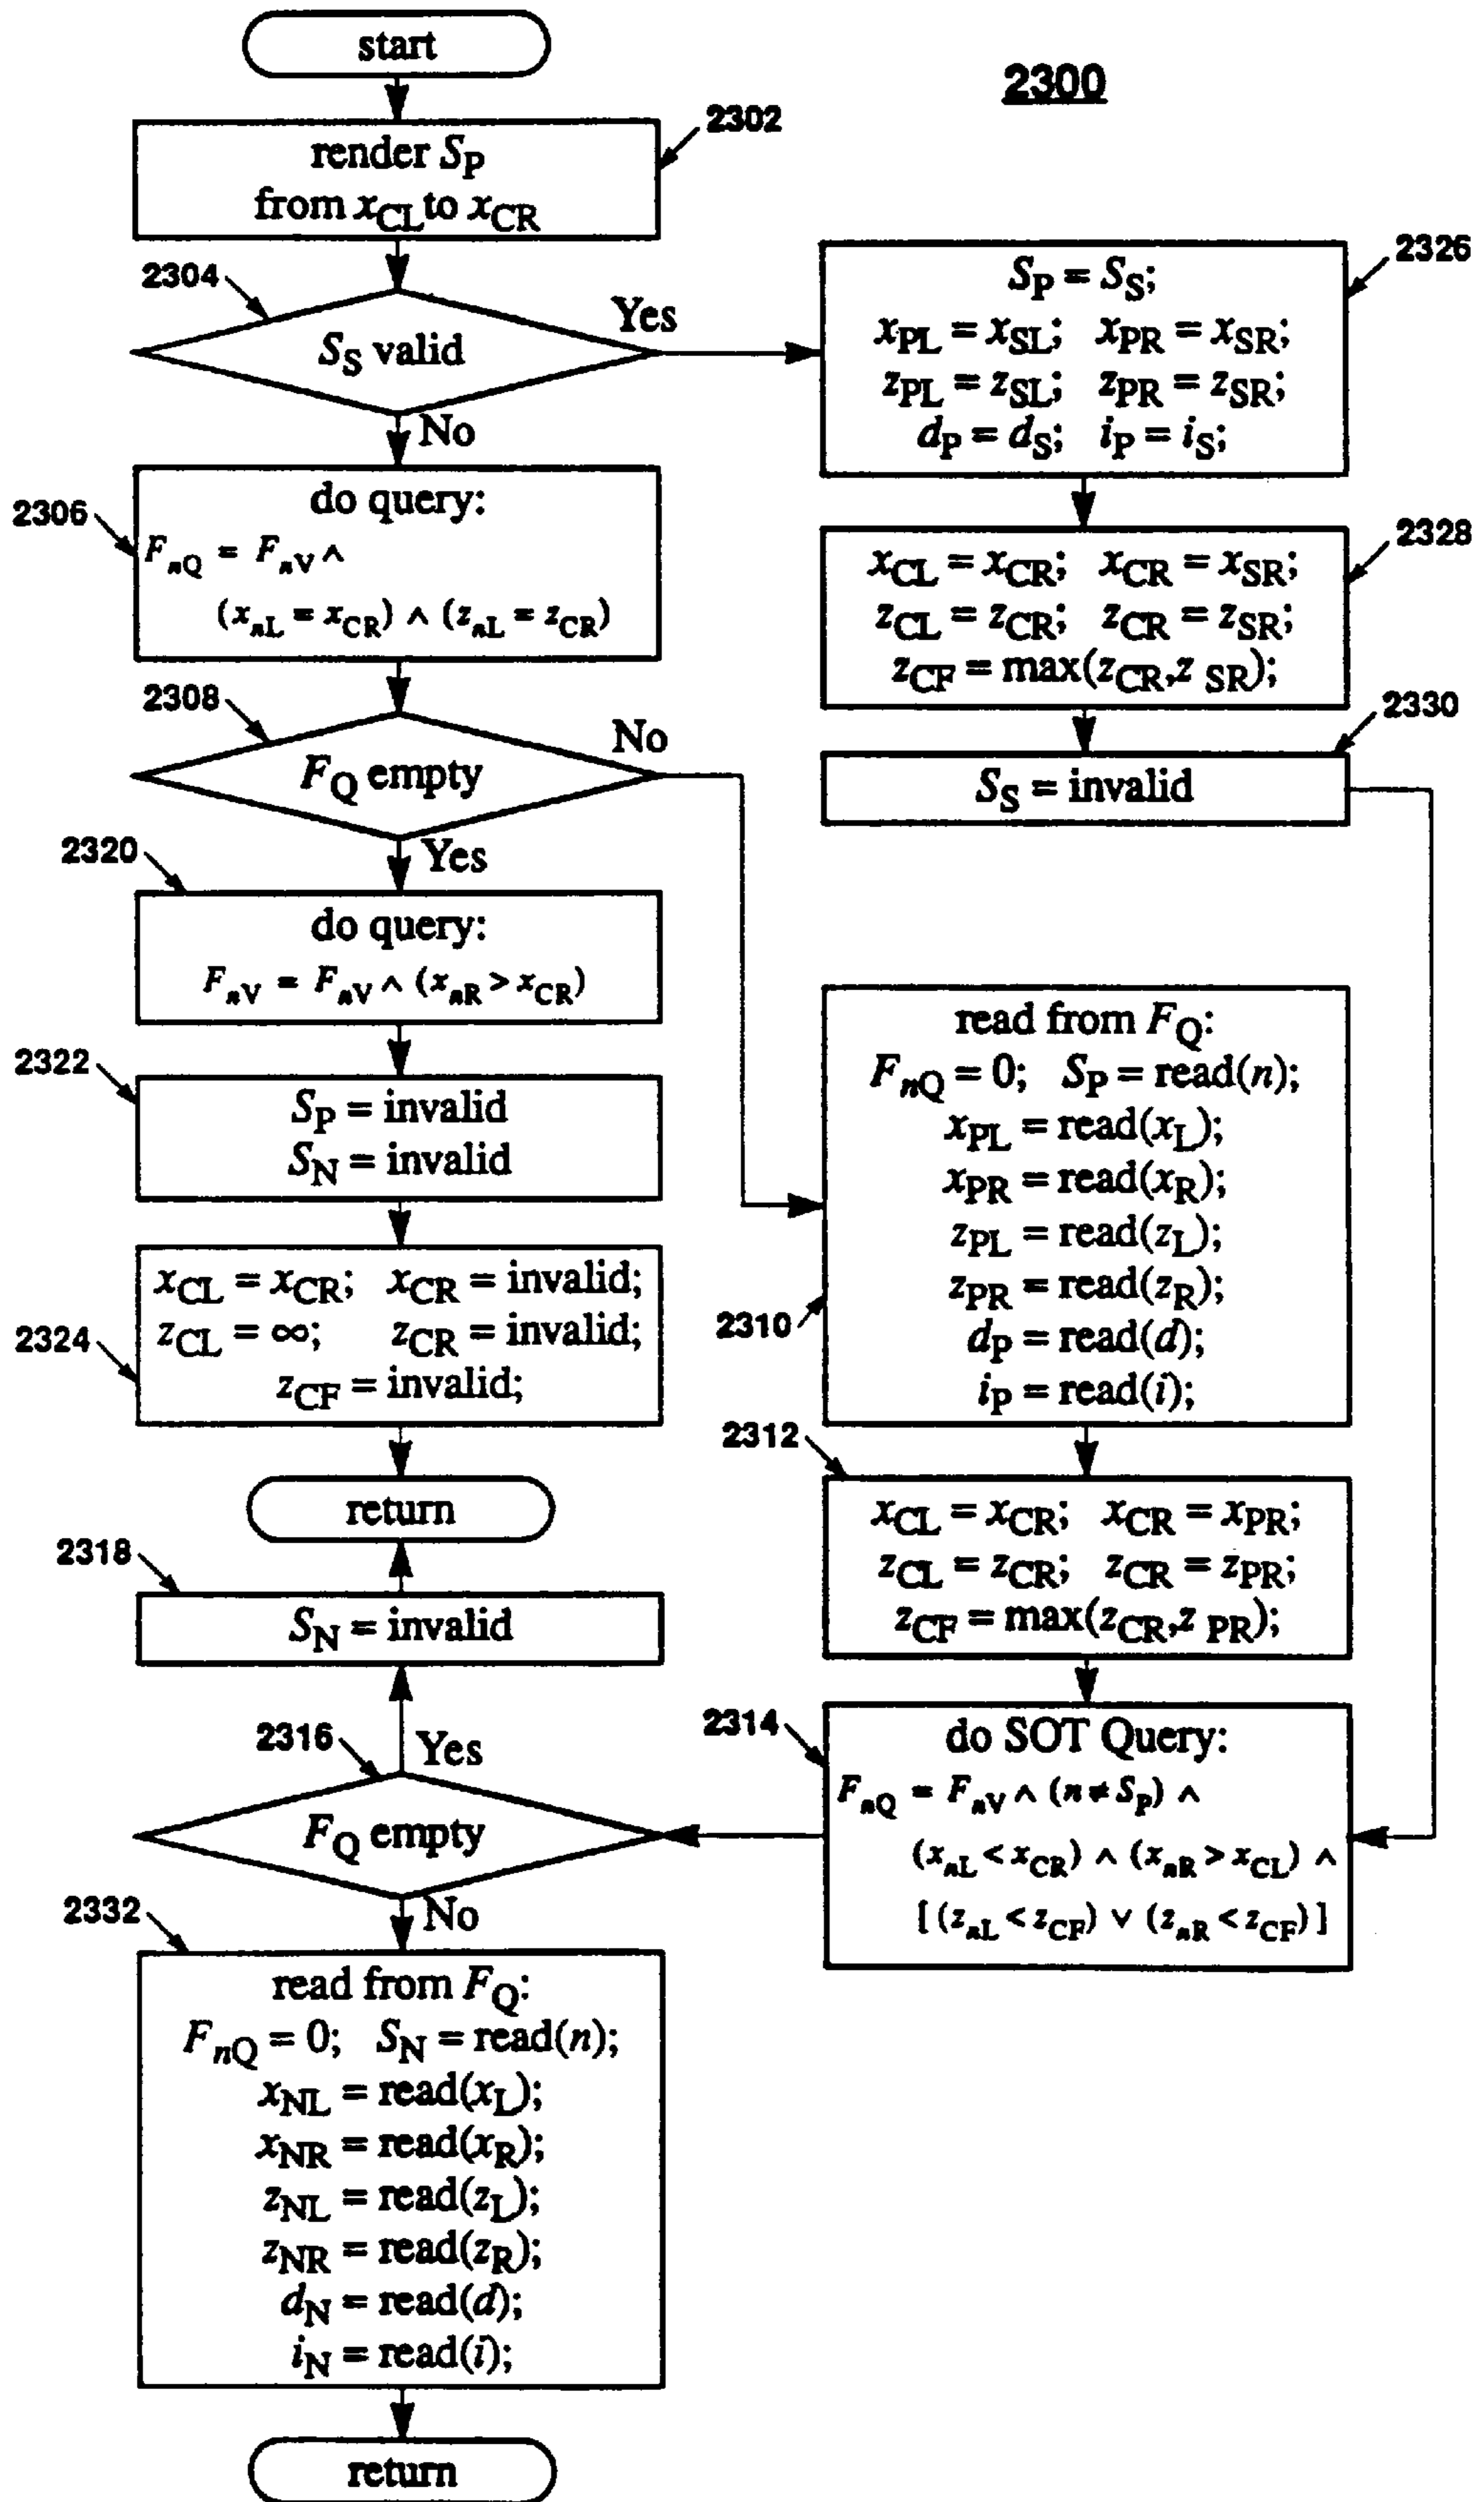 start
2300
2302
render S_P
from x_CL to x_CR
2304
S_S valid
Yes
No
2326
S_P = S_S;
x_PL = x_SL; x_PR = x_SR;
z_PL = z_SL; z_PR = z_SR;
d_P = d_S; i_P = i_S;
2306
do query:
F_nQ = F_nV ∧
(x_nL = x_CR) ∧ (z_nL = z_CR)
2328
x_CL = x_CR; x_CR = x_SR;
z_CL = z_CR; z_CR = z_SR;
z_CF = max(z_CR,z_SR);
2308
F_Q empty
No
Yes
2330
S_S = invalid
2320
do query:
F_nV = F_nV ∧ (x_nR > x_CR)
2322
S_P = invalid
S_N = invalid
2324
x_CL = x_CR; x_CR = invalid;
z_CL = ∞; z_CR = invalid;
z_CF = invalid;
return
2310
read from F_Q:
F_nQ = 0; S_P = read(n);
x_PL = read(x_L);
x_PR = read(x_R);
z_PL = read(z_L);
z_PR = read(z_R);
d_P = read(d);
i_P = read(i);
2312
x_CL = x_CR; x_CR = x_PR;
z_CL = z_CR; z_CR = z_PR;
z_CF = max(z_CR,z_PR);
2318
S_N = invalid
2314
do SOT Query:
F_nQ = F_nV ∧ (n ≠ S_P) ∧
(x_nL < x_CR) ∧ (x_nR > x_CL) ∧
[(z_nL < z_CF) ∨ (z_nR < z_CF)]
2316
Yes
F_Q empty
No
2332
read from F_Q:
F_nQ = 0; S_N = read(n);
x_NL = read(x_L);
x_NR = read(x_R);
z_NL = read(z_L);
z_NR = read(z_R);
d_N = read(d);
i_N = read(i);
return